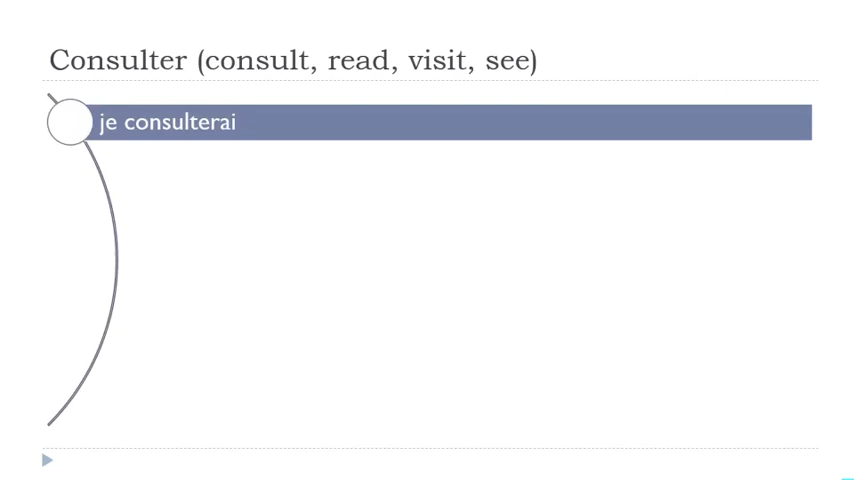 Consulter (consult, read, visit, see)
je consulterai